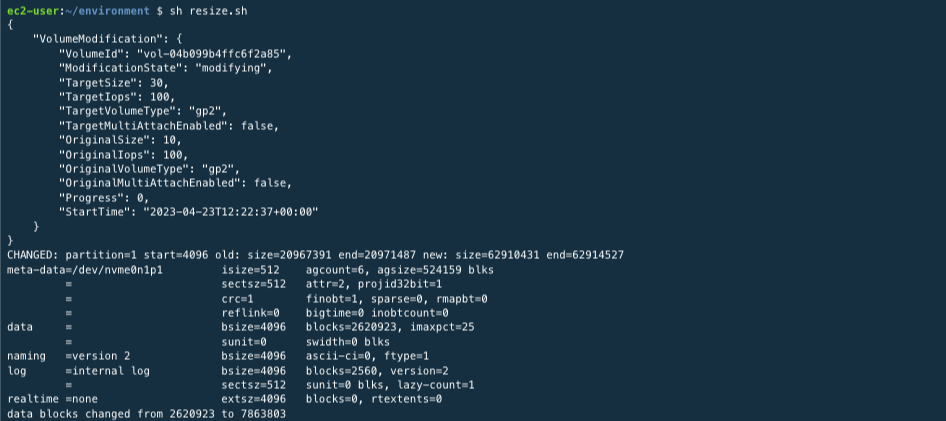 ec2-user:~/environment $ sh resize.sh
{
    "VolumeModification": {
        "VolumeId": "vol-04b099b4ffc6f2a85",
        "ModificationState": "modifying",
        "TargetSize": 30,
        "TargetIops": 100,
        "TargetVolumeType": "gp2",
        "TargetMultiAttachEnabled": false,
        "OriginalSize": 10,
        "OriginalIops": 100,
        "OriginalVolumeType": "gp2",
        "OriginalMultiAttachEnabled": false,
        "Progress": 0,
        "StartTime": "2023-04-23T12:22:37+00:00"
    }
}
CHANGED: partition=1 start=4096 old: size=20967391 end=20971487 new: size=62910431 end=62914527
meta-data=/dev/nvme0n1p1         isize=512    agcount=6, agsize=524159 blks
         =                       sectsz=512   attr=2, projid32bit=1
         =                       crc=1        finobt=1, sparse=0, rmapbt=0
         =                       reflink=0    bigtime=0 inobtcount=0
data     =                       bsize=4096   blocks=2620923, imaxpct=25
         =                       sunit=0      swidth=0 blks
naming   =version 2              bsize=4096   ascii-ci=0, ftype=1
log      =internal log           bsize=4096   blocks=2560, version=2
         =                       sectsz=512   sunit=0 blks, lazy-count=1
realtime =none                   extsz=4096   blocks=0, rtextents=0
data blocks changed from 2620923 to 7863803